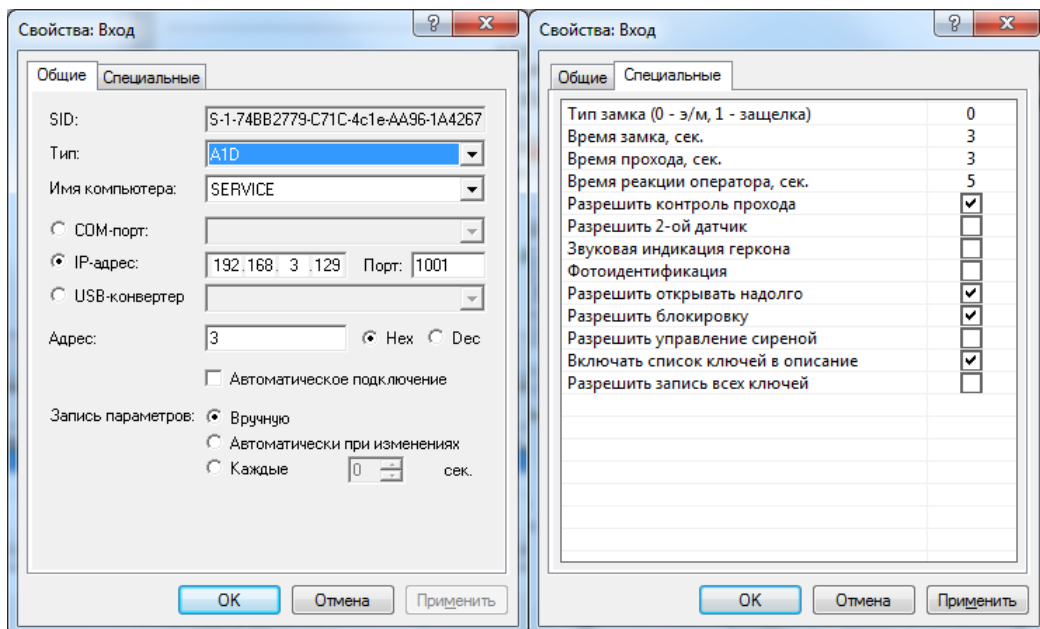 Свойства: Вход
Общие Специальные
SID: S-1-74BB2779-C71C-4c1e-AA96-1A4267
Тип: A1D
Имя компьютера: SERVICE
COM-порт:
IP-адрес: 192.168. 3 .129 Порт: 1001
USB-конвертер
Адрес: 3 Hex Dec
Автоматическое подключение
Запись параметров: Вручную
Автоматически при изменениях
Каждые 0 сек.
OK Отмена Применить
Свойства: Вход
Общие Специальные
Тип замка (0 - э/м, 1 - защелка) 0
Время замка, сек. 3
Время прохода, сек. 3
Время реакции оператора, сек. 5
Разрешить контроль прохода
Разрешить 2-ой датчик
Звуковая индикация геркона
Фотоидентификация
Разрешить открывать надолго
Разрешить блокировку
Разрешить управление сиреной
Включать список ключей в описание
Разрешить запись всех ключей
OK Отмена Применить